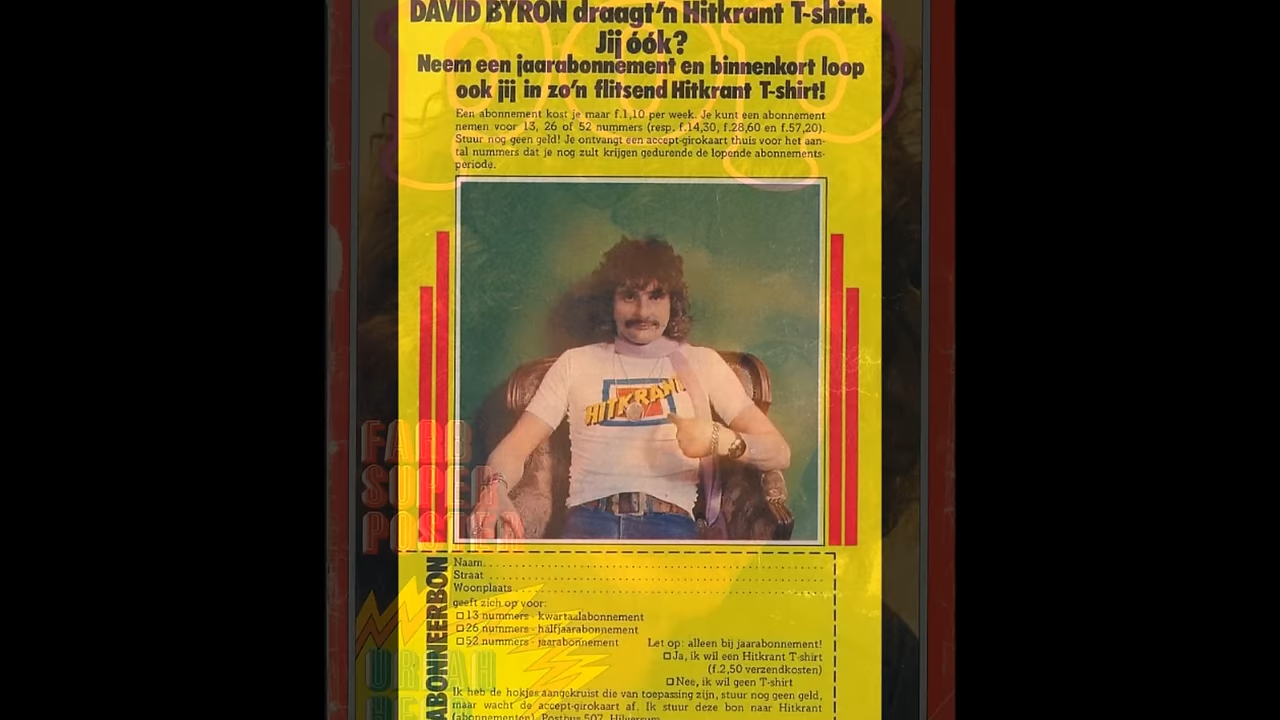 DAVID BYRON draagt'n Hitkrant T-shirt.
Jij óók?
Neem een jaarabonnement en binnenkort loop
ook jij in zo'n flitsend Hitkrant T-shirt!
Een abonnement kost je maar f.1,10 per week. Je kunt een abonnement
nemen voor 13, 26 of 52 nummers (resp. f.14,30, f.28,60 en f.57,20).
Stuur nog geen geld! Je ontvangt een accept-girokaart thuis voor het aan-
tal nummers dat je nog zult krijgen gedurende de lopende abonnements-
periode.
HITKRANT
FARB
SUPER
POSTER
ABONNEERBON
Naam
Straat
Woonplaats
geeft zich op voor:
13 nummers - kwartaalabonnement
26 nummers - halfjaarabonnement
52 nummers - jaarabonnement
Let op: alleen bij jaarabonnement!
Ja, ik wil een Hitkrant T-shirt
(f.2,50 verzendkosten)
Nee, ik wil geen T-shirt
URIAH
HEEP
Ik heb de hokjes aangekruist die van toepassing zijn, stuur nog geen geld,
maar wacht de accept-girokaart af. Ik stuur deze bon naar Hitkrant
(abonnementen), Postbus 507, Hilversum